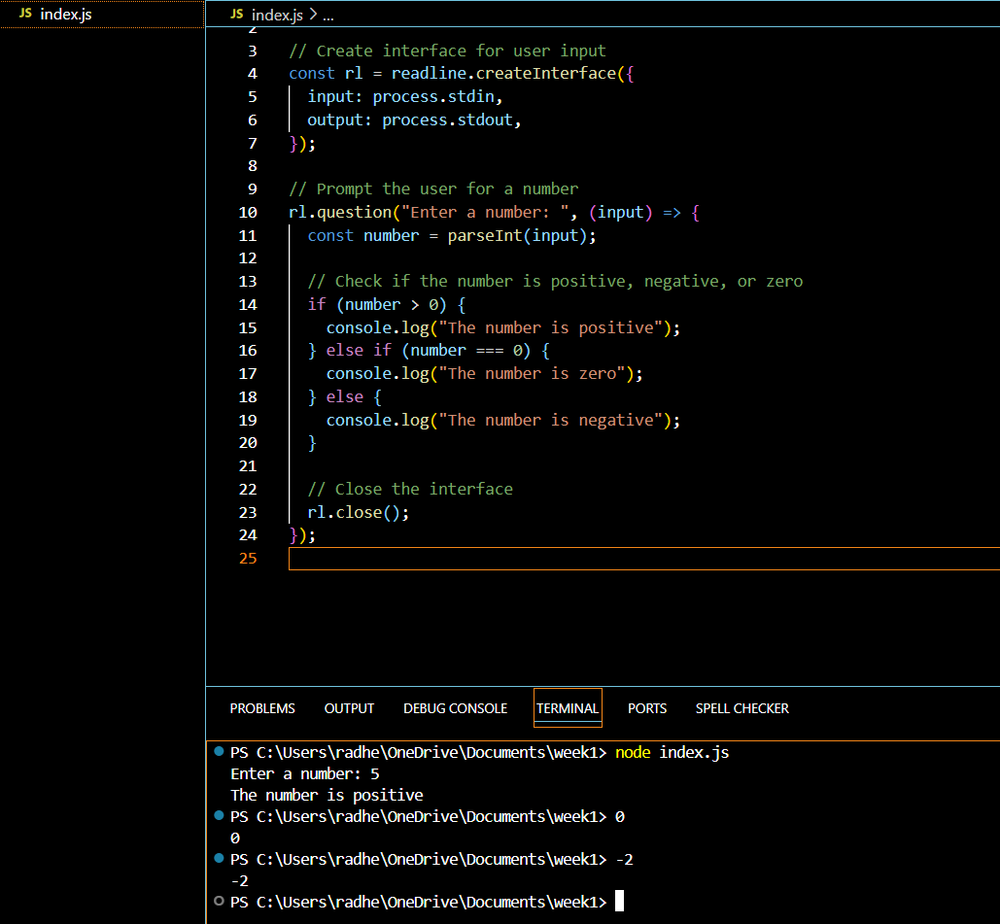 JS index.js
JS index.js > ...
2
3 // Create interface for user input
4 const rl = readline.createInterface({
5   input: process.stdin,
6   output: process.stdout,
7 });
8
9 // Prompt the user for a number
10 rl.question("Enter a number: ", (input) => {
11   const number = parseInt(input);
12
13   // Check if the number is positive, negative, or zero
14   if (number > 0) {
15     console.log("The number is positive");
16   } else if (number === 0) {
17     console.log("The number is zero");
18   } else {
19     console.log("The number is negative");
20   }
21
22   // Close the interface
23   rl.close();
24 });
25
PROBLEMS OUTPUT DEBUG CONSOLE TERMINAL PORTS SPELL CHECKER
PS C:\Users\radhe\OneDrive\Documents\week1> node index.js
Enter a number: 5
The number is positive
PS C:\Users\radhe\OneDrive\Documents\week1> 0
0
PS C:\Users\radhe\OneDrive\Documents\week1> -2
-2
PS C:\Users\radhe\OneDrive\Documents\week1>